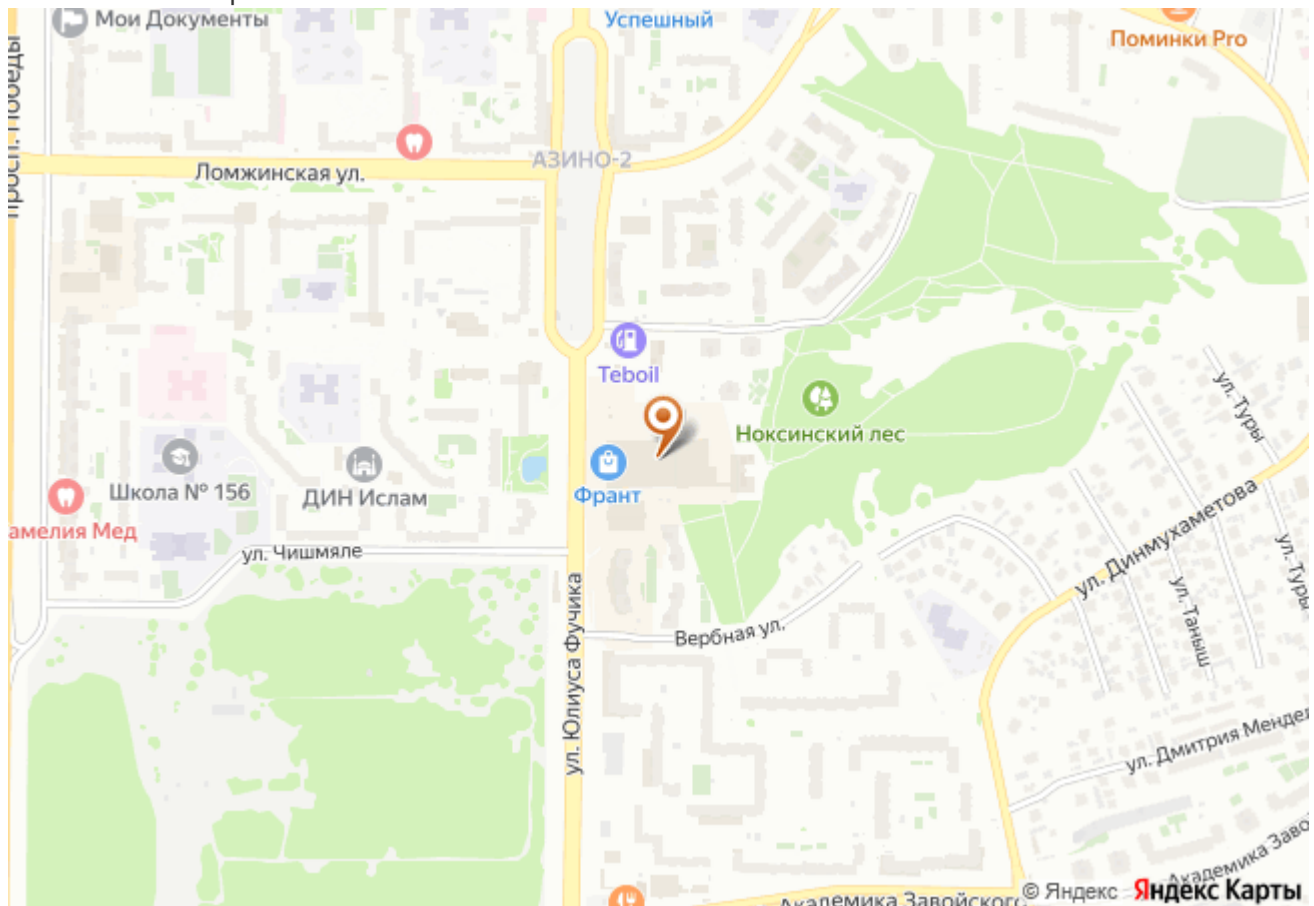 Мои Документы
Успешный
Поминки Pro
просп. Победы
АЗИНО-2
Ломжинская ул.
Teboil
ул. Туры
Ноксинский лес
Франт
Школа № 156
ДИН Ислам
амелия Мед
ул. Чишмяле
ул. Динмухаметова
ул. Туры
ул. Таныш
Вербная ул.
ул. Юлиуса Фучика
ул. Дмитрия Мендел
Академика Заво
Академика Завойского
© Яндекс Яндекс Карты